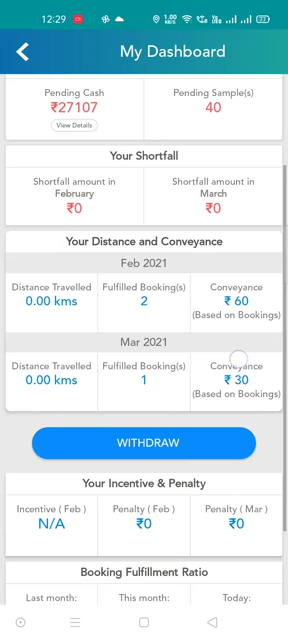 12:29 1.00 KB/S 77
My Dashboard
Pending Cash Pending Sample(s)
₹27107 40
View Details
Your Shortfall
Shortfall amount in February Shortfall amount in March
₹0 ₹0
Your Distance and Conveyance
Feb 2021
Distance Travelled Fulfilled Booking(s) Conveyance
0.00 kms 2 ₹ 60
(Based on Bookings)
Mar 2021
Distance Travelled Fulfilled Booking(s) Conveyance
0.00 kms 1 ₹ 30
(Based on Bookings)
WITHDRAW
Your Incentive & Penalty
Incentive ( Feb ) Penalty ( Feb ) Penalty ( Mar )
N/A ₹0 ₹0
Booking Fulfillment Ratio
Last month: This month: Today: